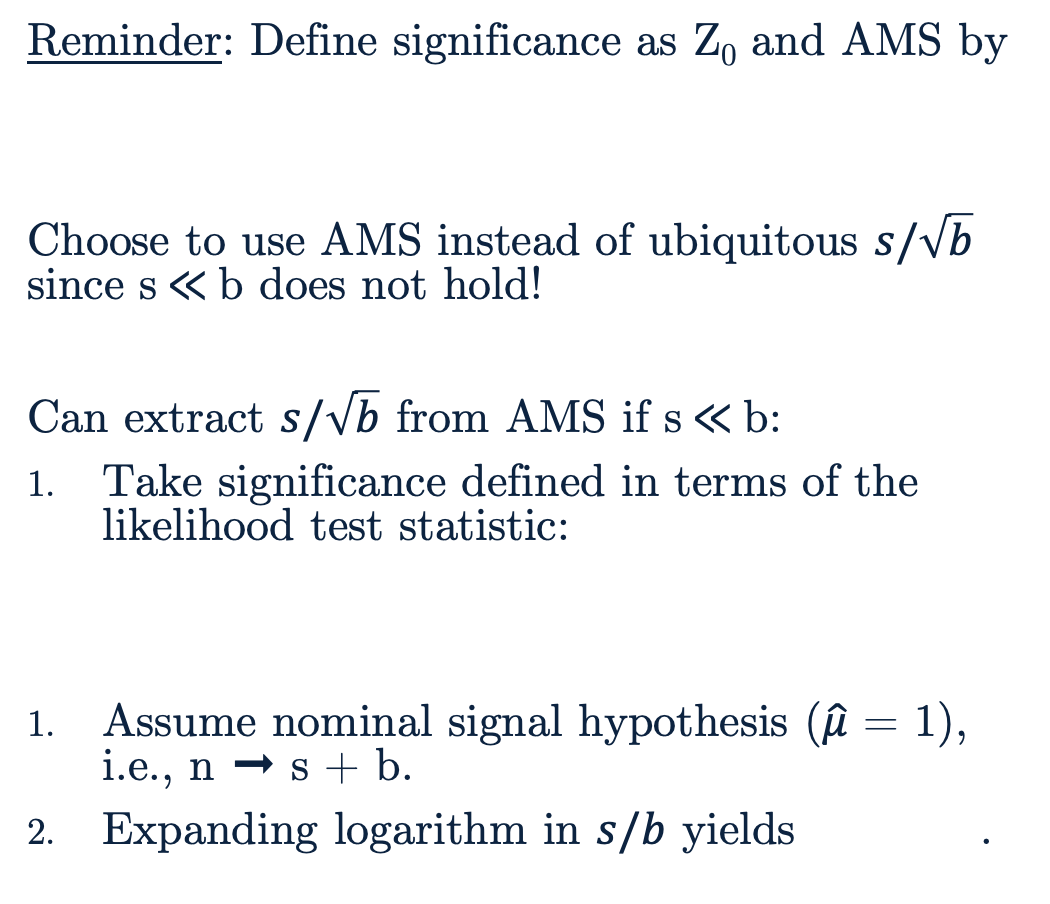 Reminder: Define significance as Z₀ and AMS by
Choose to use AMS instead of ubiquitous s/√b
since s ≪ b does not hold!
Can extract s/√b from AMS if s ≪ b:
1. Take significance defined in terms of the
likelihood test statistic:
1. Assume nominal signal hypothesis (μ̂ = 1),
i.e., n → s + b.
2. Expanding logarithm in s/b yields .